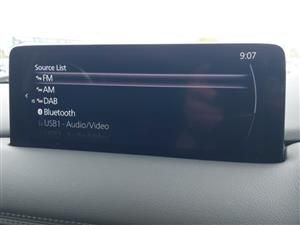 9:07
Source List
FM
AM
DAB
Bluetooth
USB1 - Audio/Video